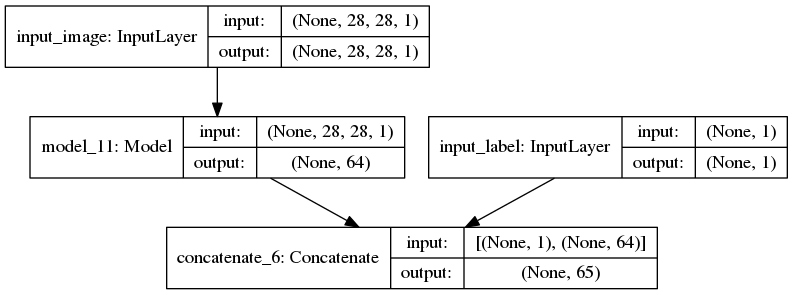 input_image: InputLayer
input:
(None, 28, 28, 1)
output:
(None, 28, 28, 1)
model_11: Model
input:
(None, 28, 28, 1)
output:
(None, 64)
input_label: InputLayer
input:
(None, 1)
output:
(None, 1)
concatenate_6: Concatenate
input:
[(None, 1), (None, 64)]
output:
(None, 65)